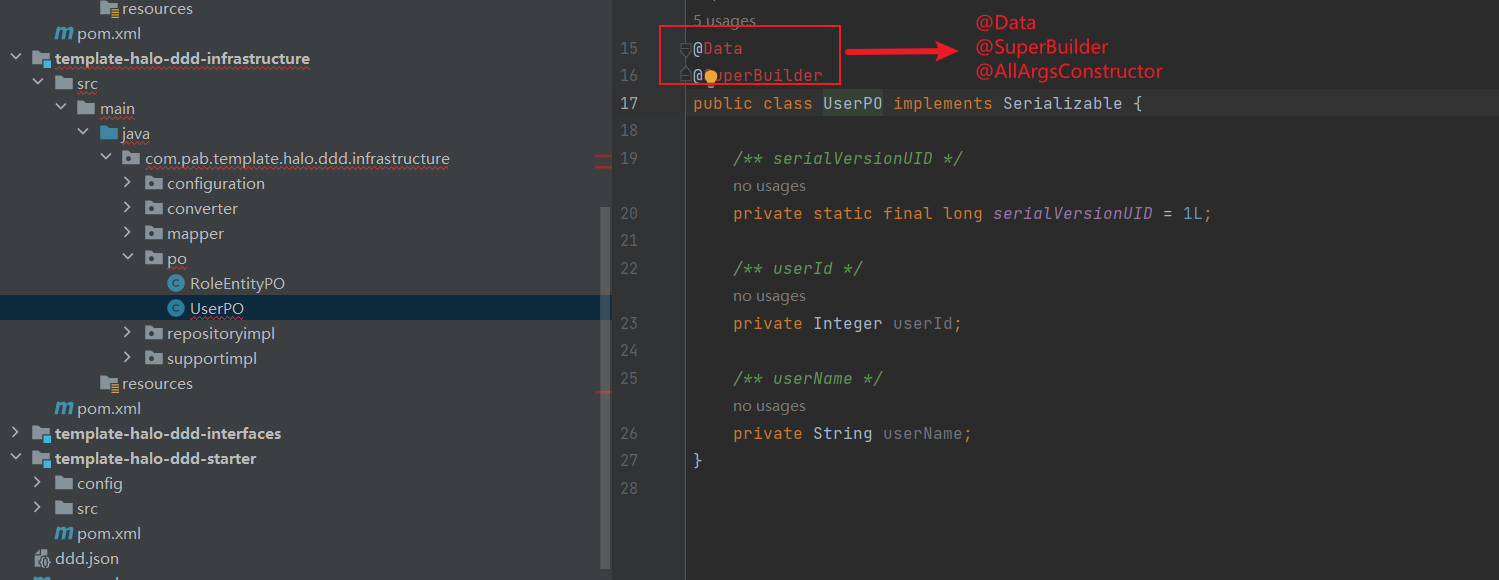 resources
pom.xml
template-halo-ddd-infrastructure
src
main
java
com.pab.template.halo.ddd.infrastructure
configuration
converter
mapper
po
RoleEntityPO
UserPO
repositoryimpl
supportimpl
resources
pom.xml
template-halo-ddd-interfaces
template-halo-ddd-starter
config
src
pom.xml
ddd.json
5 usages
15 @Data
16 @SuperBuilder
17 public class UserPO implements Serializable {
18
19 /** serialVersionUID */
no usages
20 private static final long serialVersionUID = 1L;
21
22 /** userId */
no usages
23 private Integer userId;
24
25 /** userName */
no usages
26 private String userName;
27 }
28
@Data
@SuperBuilder
@AllArgsConstructor